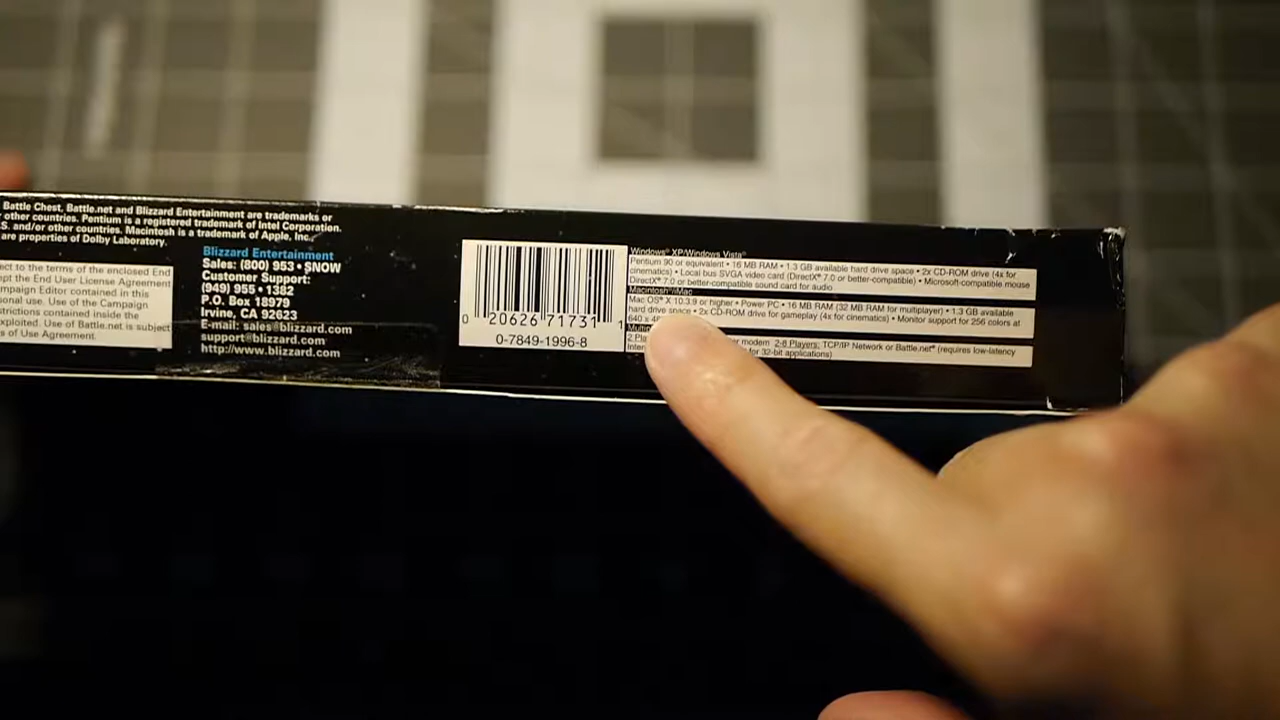 Battle Chest, Battle.net and Blizzard Entertainment are trademarks or
other countries. Pentium is a registered trademark of Intel Corporation.
S. and/or other countries. Macintosh is a trademark of Apple, Inc.
are properties of Dolby Laboratory.
ect to the terms of the enclosed End
ept the End User License Agreement
mpaign Editor contained in this
onal use. Use of the Campaign
strictions contained inside the
exploited. Use of Battle.net is subject
s of Use Agreement.
Blizzard Entertainment
Sales: (800) 953 • SNOW
Customer Support:
(949) 955 • 1382
P.O. Box 18979
Irvine, CA 92623
E-mail: sales@blizzard.com
support@blizzard.com
http://www.blizzard.com
0 20626 71731 1
0-7849-1996-8
Windows® XP/Windows Vista®
Pentium 90 or equivalent • 16 MB RAM • 1.3 GB available hard drive space • 2x CD-ROM drive (4x for
cinematics) • Local bus SVGA video card (DirectX® 7.0 or better-compatible) • Microsoft-compatible mouse
DirectX® 7.0 or better-compatible sound card for audio
Macintosh®/iMac
Mac OS® X 10.3.9 or higher • Power PC • 16 MB RAM (32 MB RAM for multiplayer) • 1.3 GB available
hard drive space • 2x CD-ROM drive for gameplay (4x for cinematics) • Monitor support for 256 colors at
640 x 4
Multi
2 Pla modem 2-8 Players: TCP/IP Network or Battle.net® (requires low-latency
Inter for 32-bit applications)